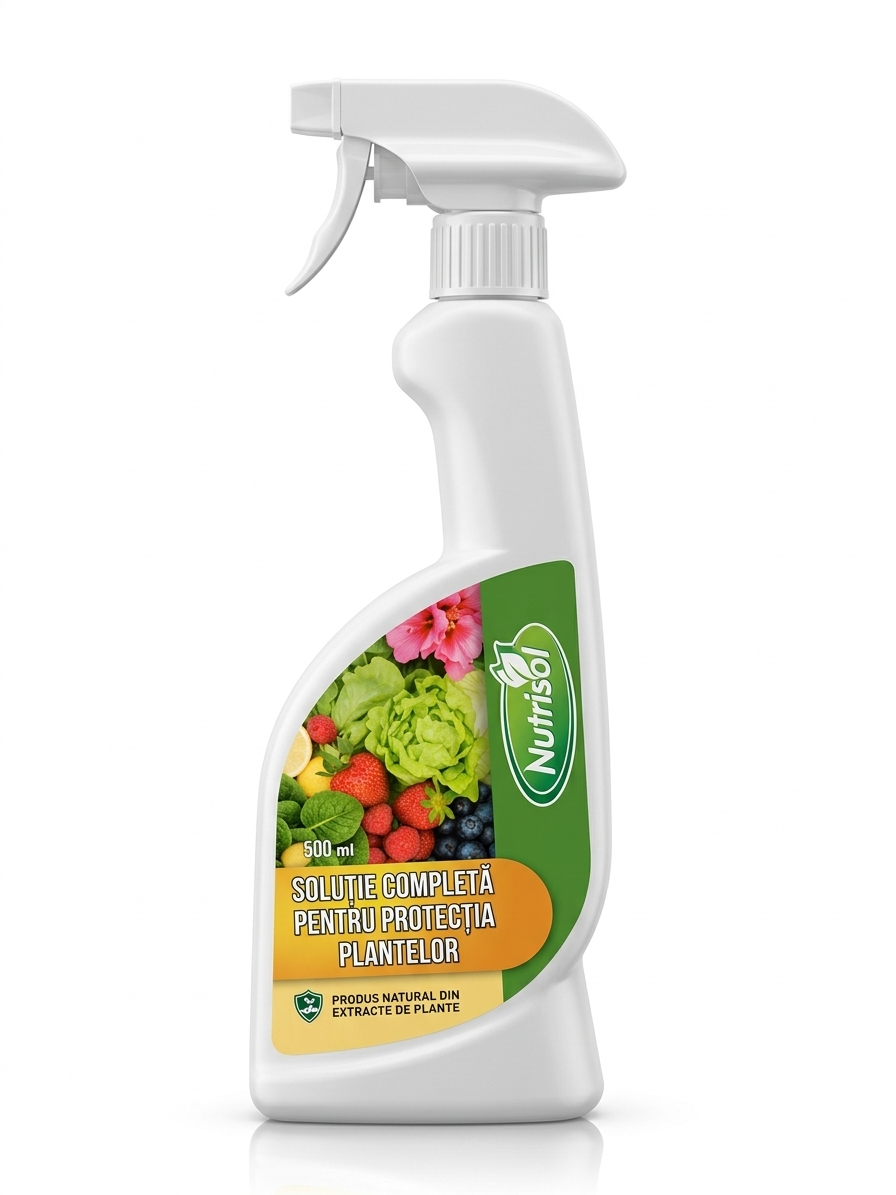 Nutrisol
500 ml
SOLUȚIE COMPLETĂ
PENTRU PROTECȚIA
PLANTELOR
PRODUS NATURAL DIN
EXTRACTE DE PLANTE